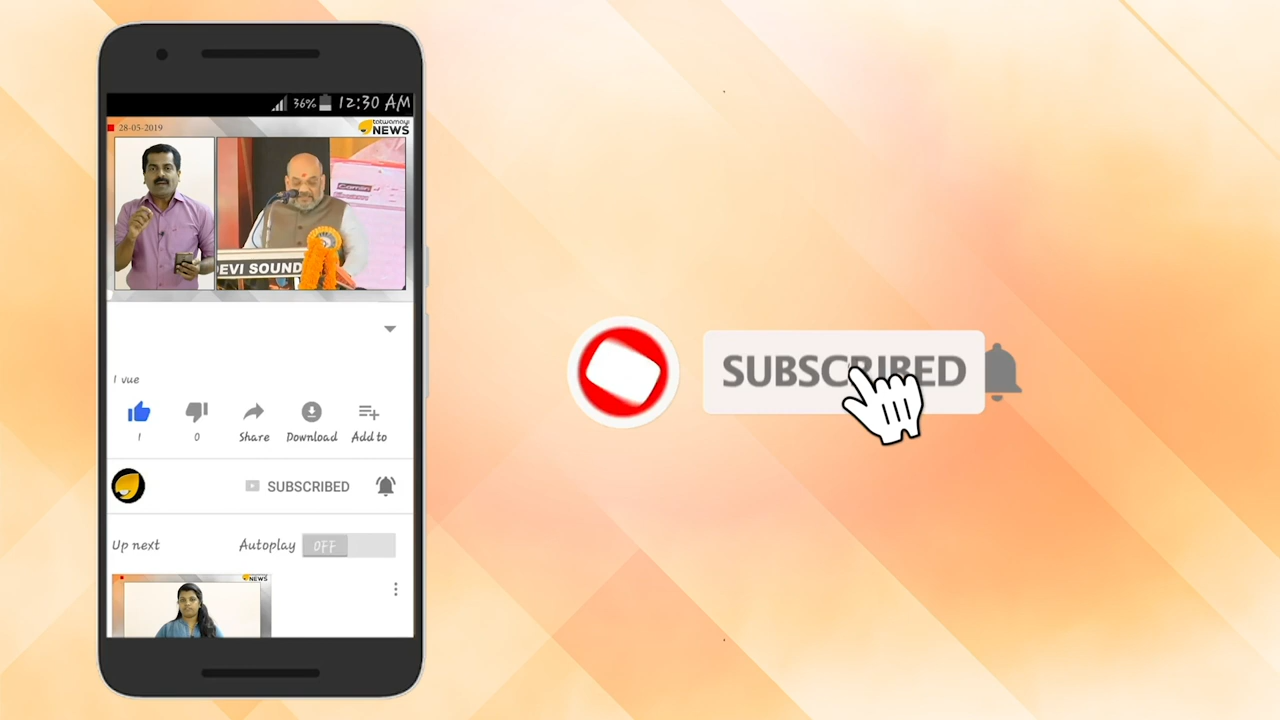 36% 12:30 AM
28-05-2019
tatwamayi
NEWS
DEVI SOUND
1 vue
1
0
Share
Download
Add to
SUBSCRIBED
Up next
Autoplay
OFF
NEWS
SUBSCRIBED